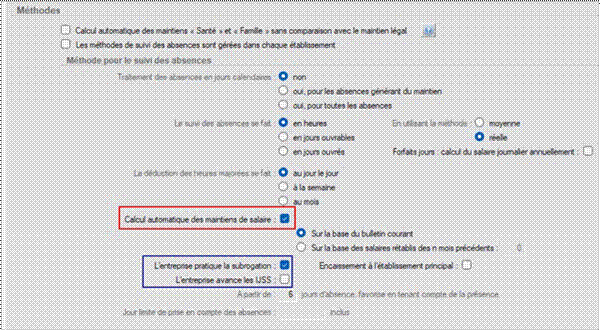 Méthodes
Calcul automatique des maintiens « Santé » et « Famille » sans comparaison avec le maintien légal
Les méthodes de suivi des absences sont gérées dans chaque établissement
Méthode pour le suivi des absences
Traitement des absences en jours calendaires non
oui, pour les absences générant du maintien
oui, pour toutes les absences
Le suivi des absences se fait en heures En utilisant la méthode : moyenne
en jours ouvrables réelle
en jours ouvrés Forfaits jours : calcul du salaire journalier annuellement :
Le déduction des heures majorées se fait au jour le jour
à la semaine
au mois
Calcul automatique des maintiens de salaire :
Sur la base du bulletin courant
Sur la base des salaires rétablis des n mois précédents : 0
L'entreprise pratique la subrogation : Encaissement à l'établissement principal :
L'entreprise avance les IJSS :
A partir de 6 jours d'absence, favorise en tenant compte de la présence
Jour limite de prise en compte des absences : inclus